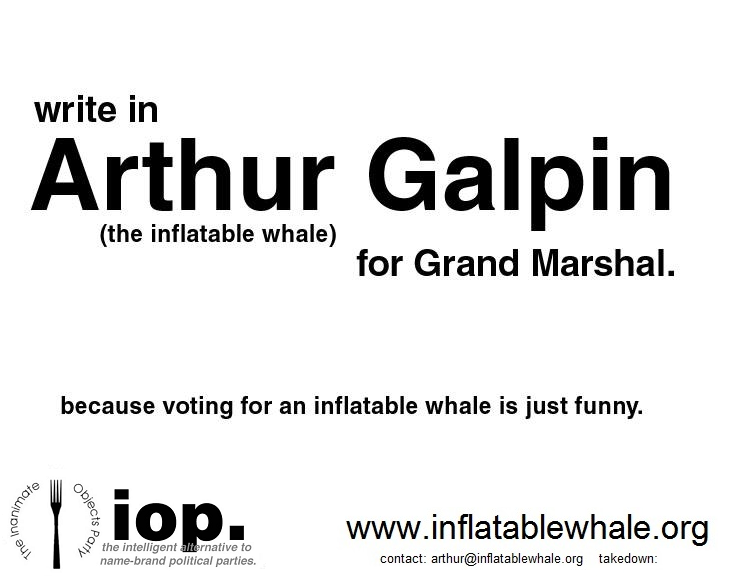 write in
Arthur Galpin
(the inflatable whale)
for Grand Marshal.
because voting for an inflatable whale is just funny.
The Inanimate Objects Party
iop.
the intelligent alternative to
name-brand political parties.
www.inflatablewhale.org
contact: arthur@inflatablewhale.org takedown: